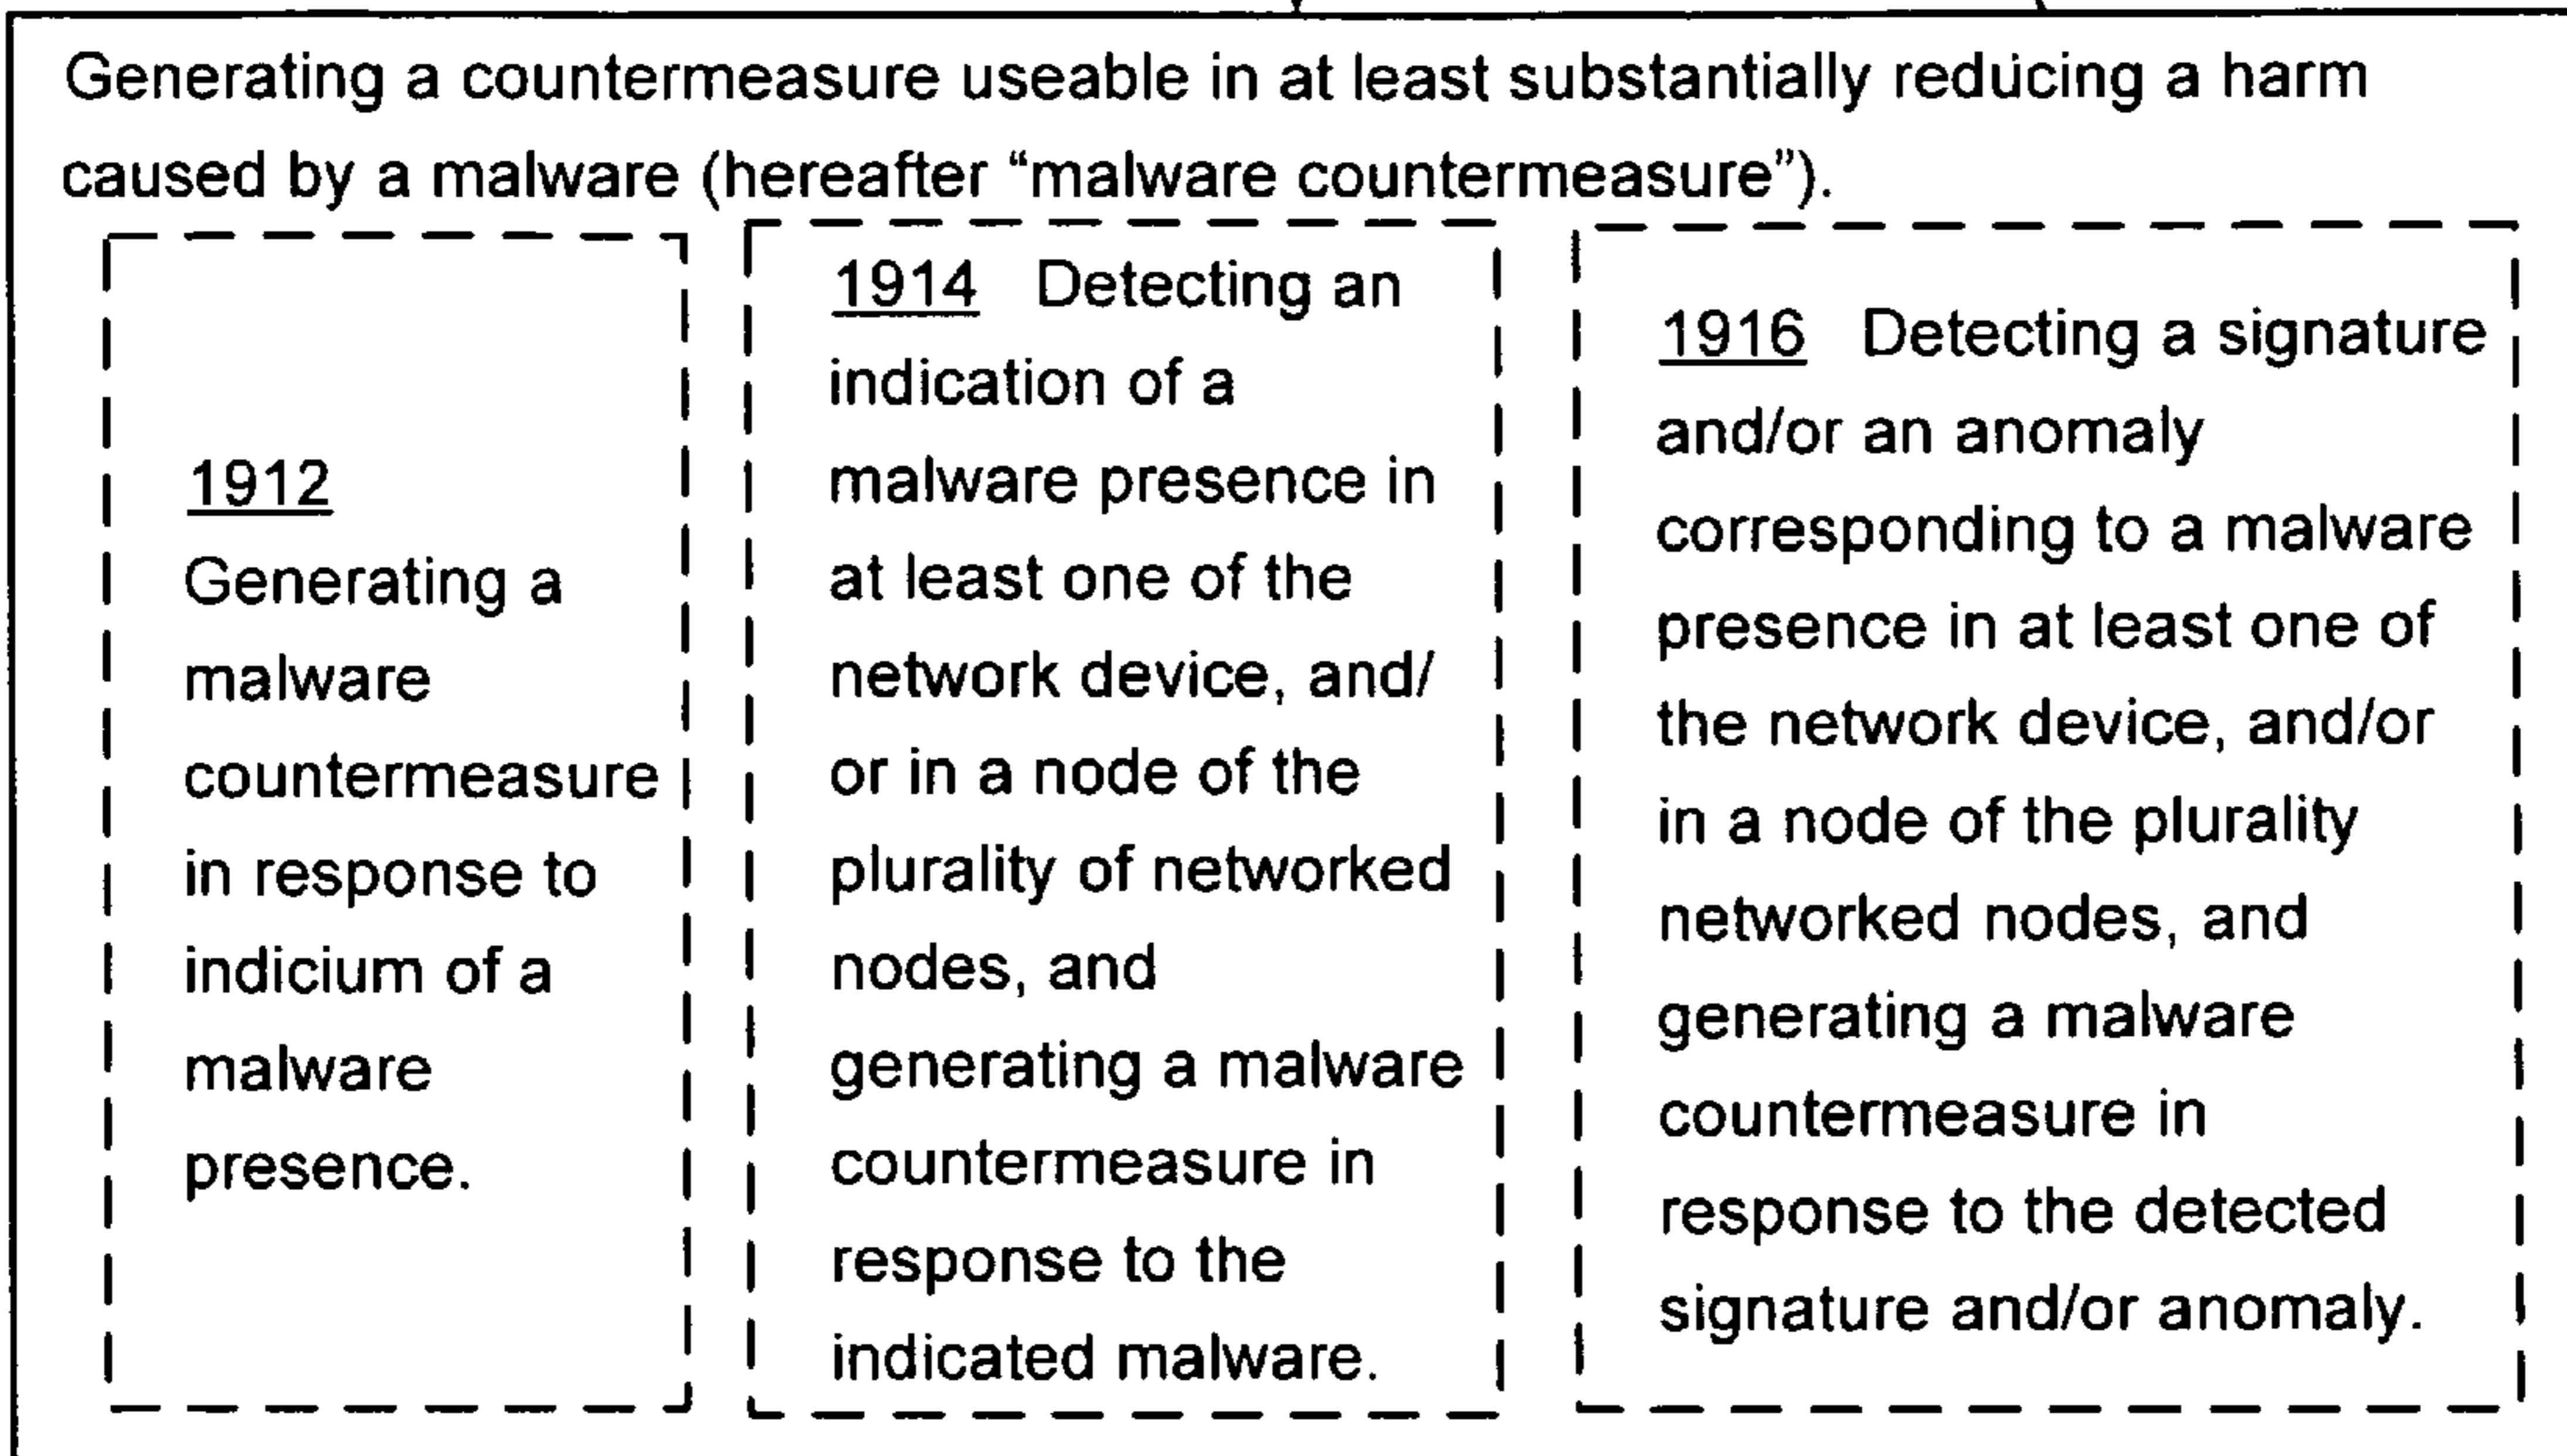 Generating a countermeasure useable in at least substantially reducing a harm
caused by a malware (hereafter “malware countermeasure”).
1912
Generating a
malware
countermeasure
in response to
indicium of a
malware
presence.
1914 Detecting an
indication of a
malware presence in
at least one of the
network device, and/
or in a node of the
plurality of networked
nodes, and
generating a malware
countermeasure in
response to the
indicated malware.
1916 Detecting a signature
and/or an anomaly
corresponding to a malware
presence in at least one of
the network device, and/or
in a node of the plurality
networked nodes, and
generating a malware
countermeasure in
response to the detected
signature and/or anomaly.